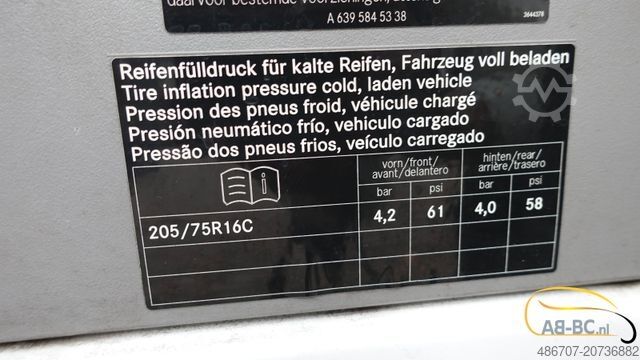 daarvoor bestemde voorzieningen,
A 639 584 53 38
3644378
Reifenfülldruck für kalte Reifen, Fahrzeug voll beladen
Tire inflation pressure cold, laden vehicle
Pression des pneus froid, véhicule chargé
Presión neumático frío, vehiculo cargado
Pressão dos pneus frios, veículo carregado
vorn/front/ hinten/rear/
avant/delantero arrière/trasero
bar psi bar psi
205/75R16C 4,2 61 4,0 58
AB-BC.nl
486707-20736882